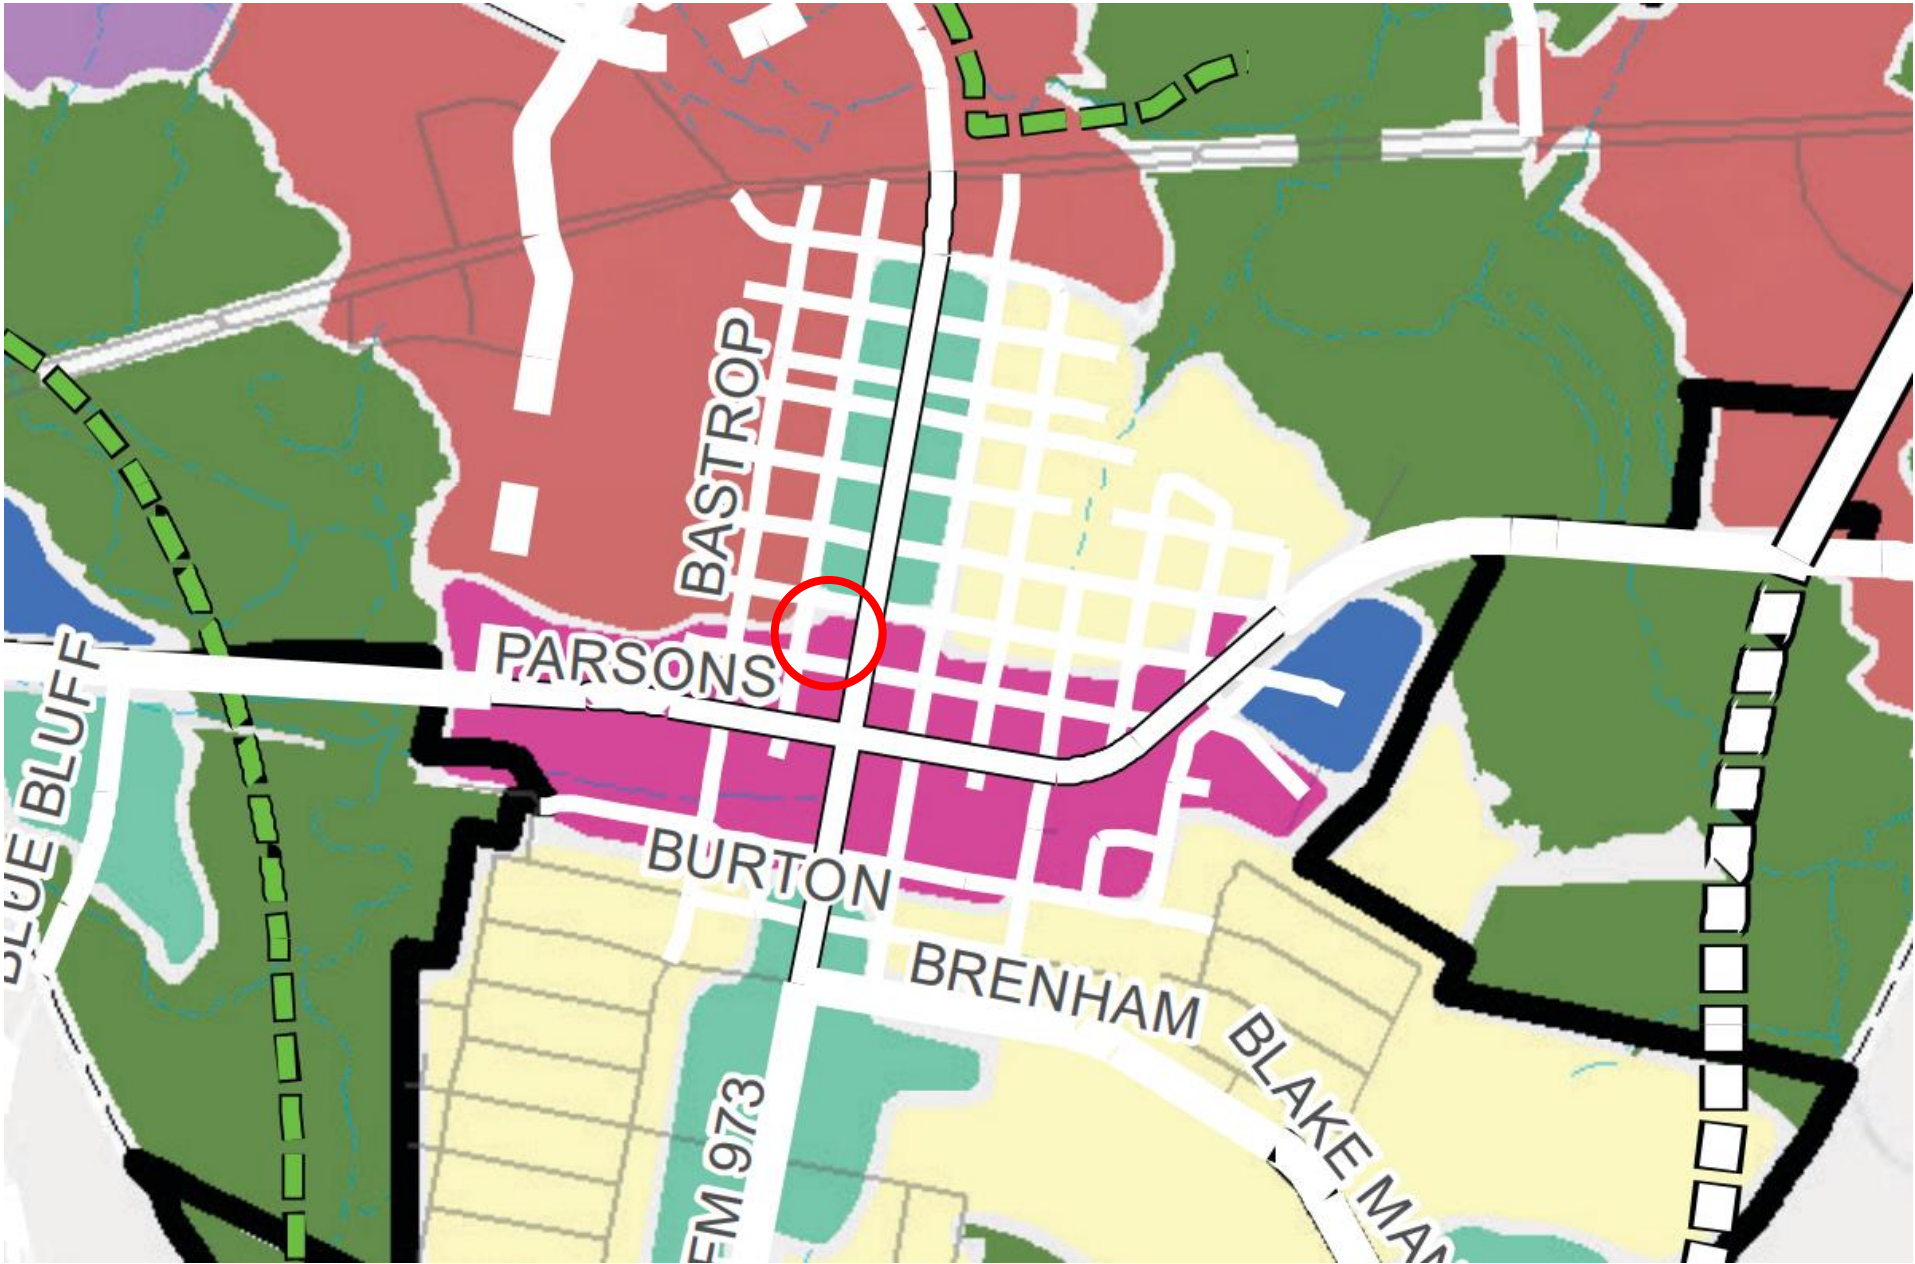 BASTROP
PARSONS
BLUE BLUFF
BURTON
BRENHAM
BLAKE MAN
FM 973